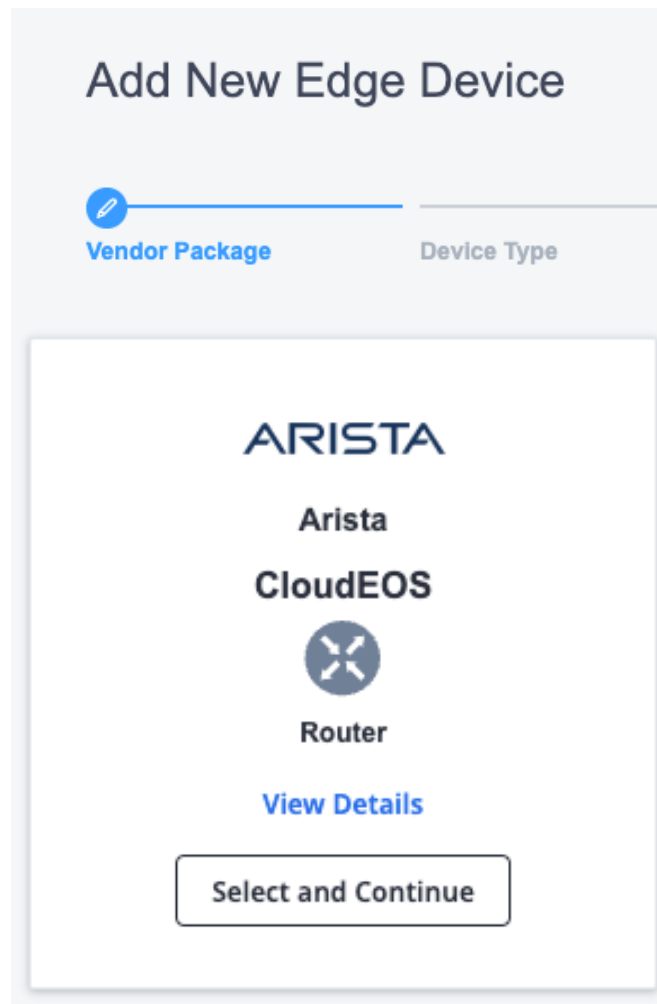 Add New Edge Device
Vendor Package
Device Type
ARISTA
Arista
CloudEOS
Router
View Details
Select and Continue